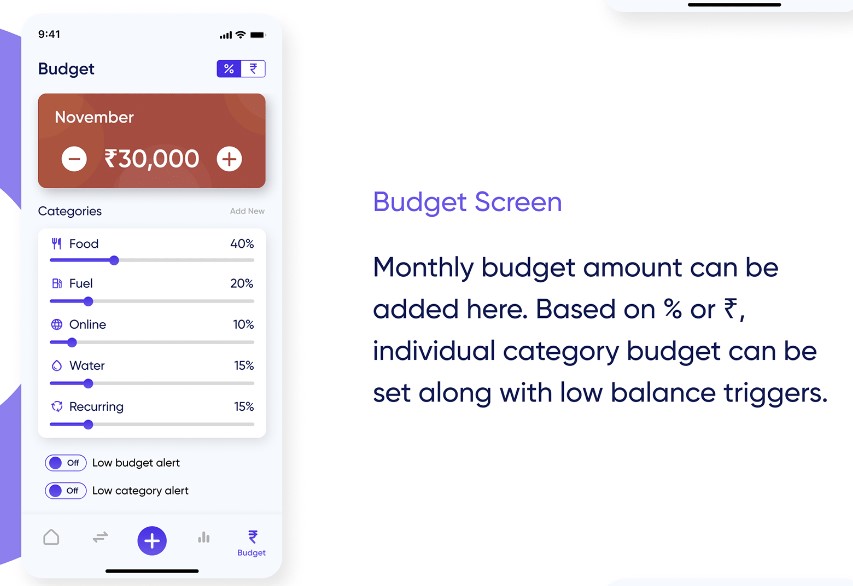 9:41
Budget
% ₹
November
₹30,000
Categories
Add New
Food 40%
Fuel 20%
Online 10%
Water 15%
Recurring 15%
Off Low budget alert
Off Low category alert
₹
Budget
Budget Screen
Monthly budget amount can be
added here. Based on % or ₹,
individual category budget can be
set along with low balance triggers.